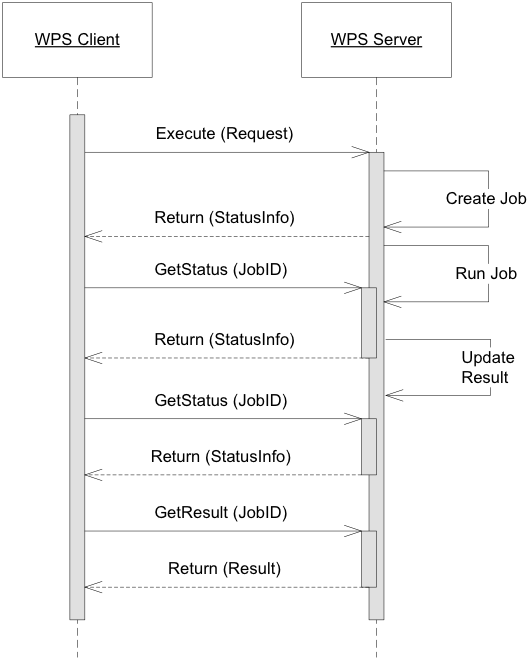 WPS Client
WPS Server
Execute (Request)
Create Job
Return (StatusInfo)
GetStatus (JobID)
Run Job
Return (StatusInfo)
Update
Result
GetStatus (JobID)
Return (StatusInfo)
GetResult (JobID)
Return (Result)